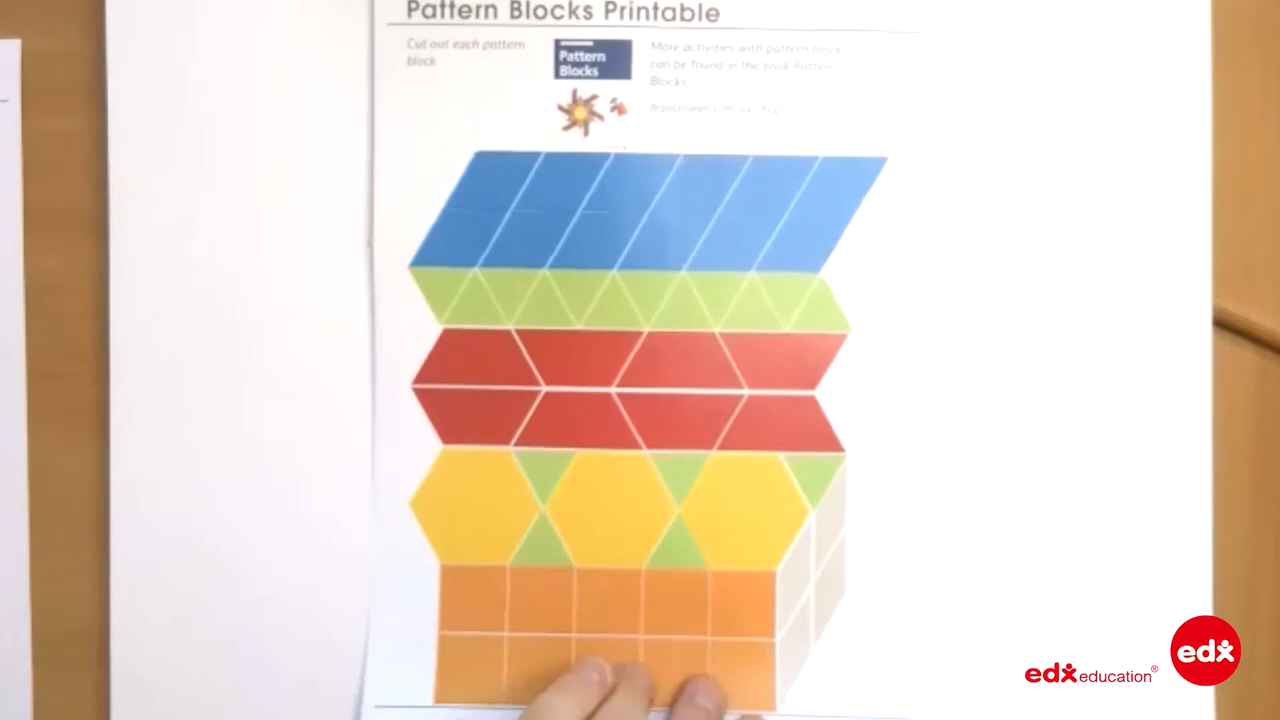 Pattern Blocks Printable
Cut out each pattern
block
Pattern
Blocks
More activities with pattern blocks
can be found in the book Pattern
Blocks
edx education®
edx